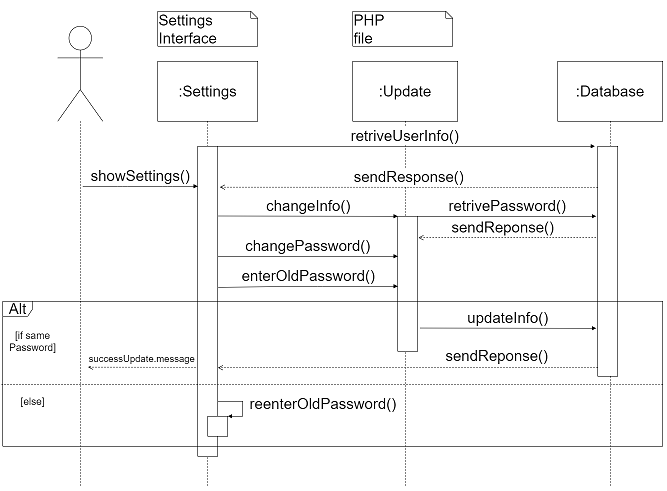 Settings
Interface
PHP
file
:Settings
:Update
:Database
retriveUserInfo()
showSettings()
sendResponse()
changeInfo()
retrivePassword()
sendReponse()
changePassword()
enterOldPassword()
Alt
updateInfo()
[if same
Password]
successUpdate.message
sendReponse()
[else]
reenterOldPassword()